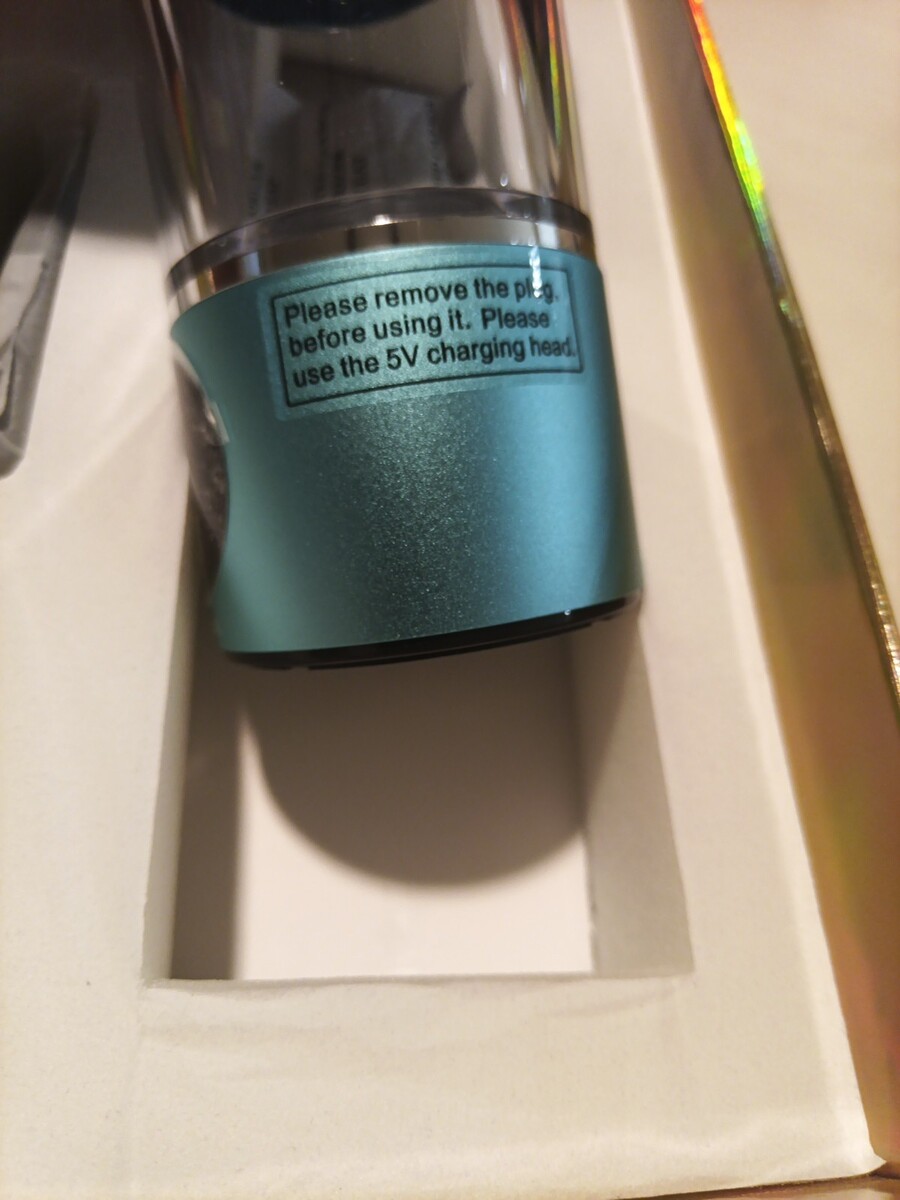 Please remove the plug,
before using it. Please
use the 5V charging head.